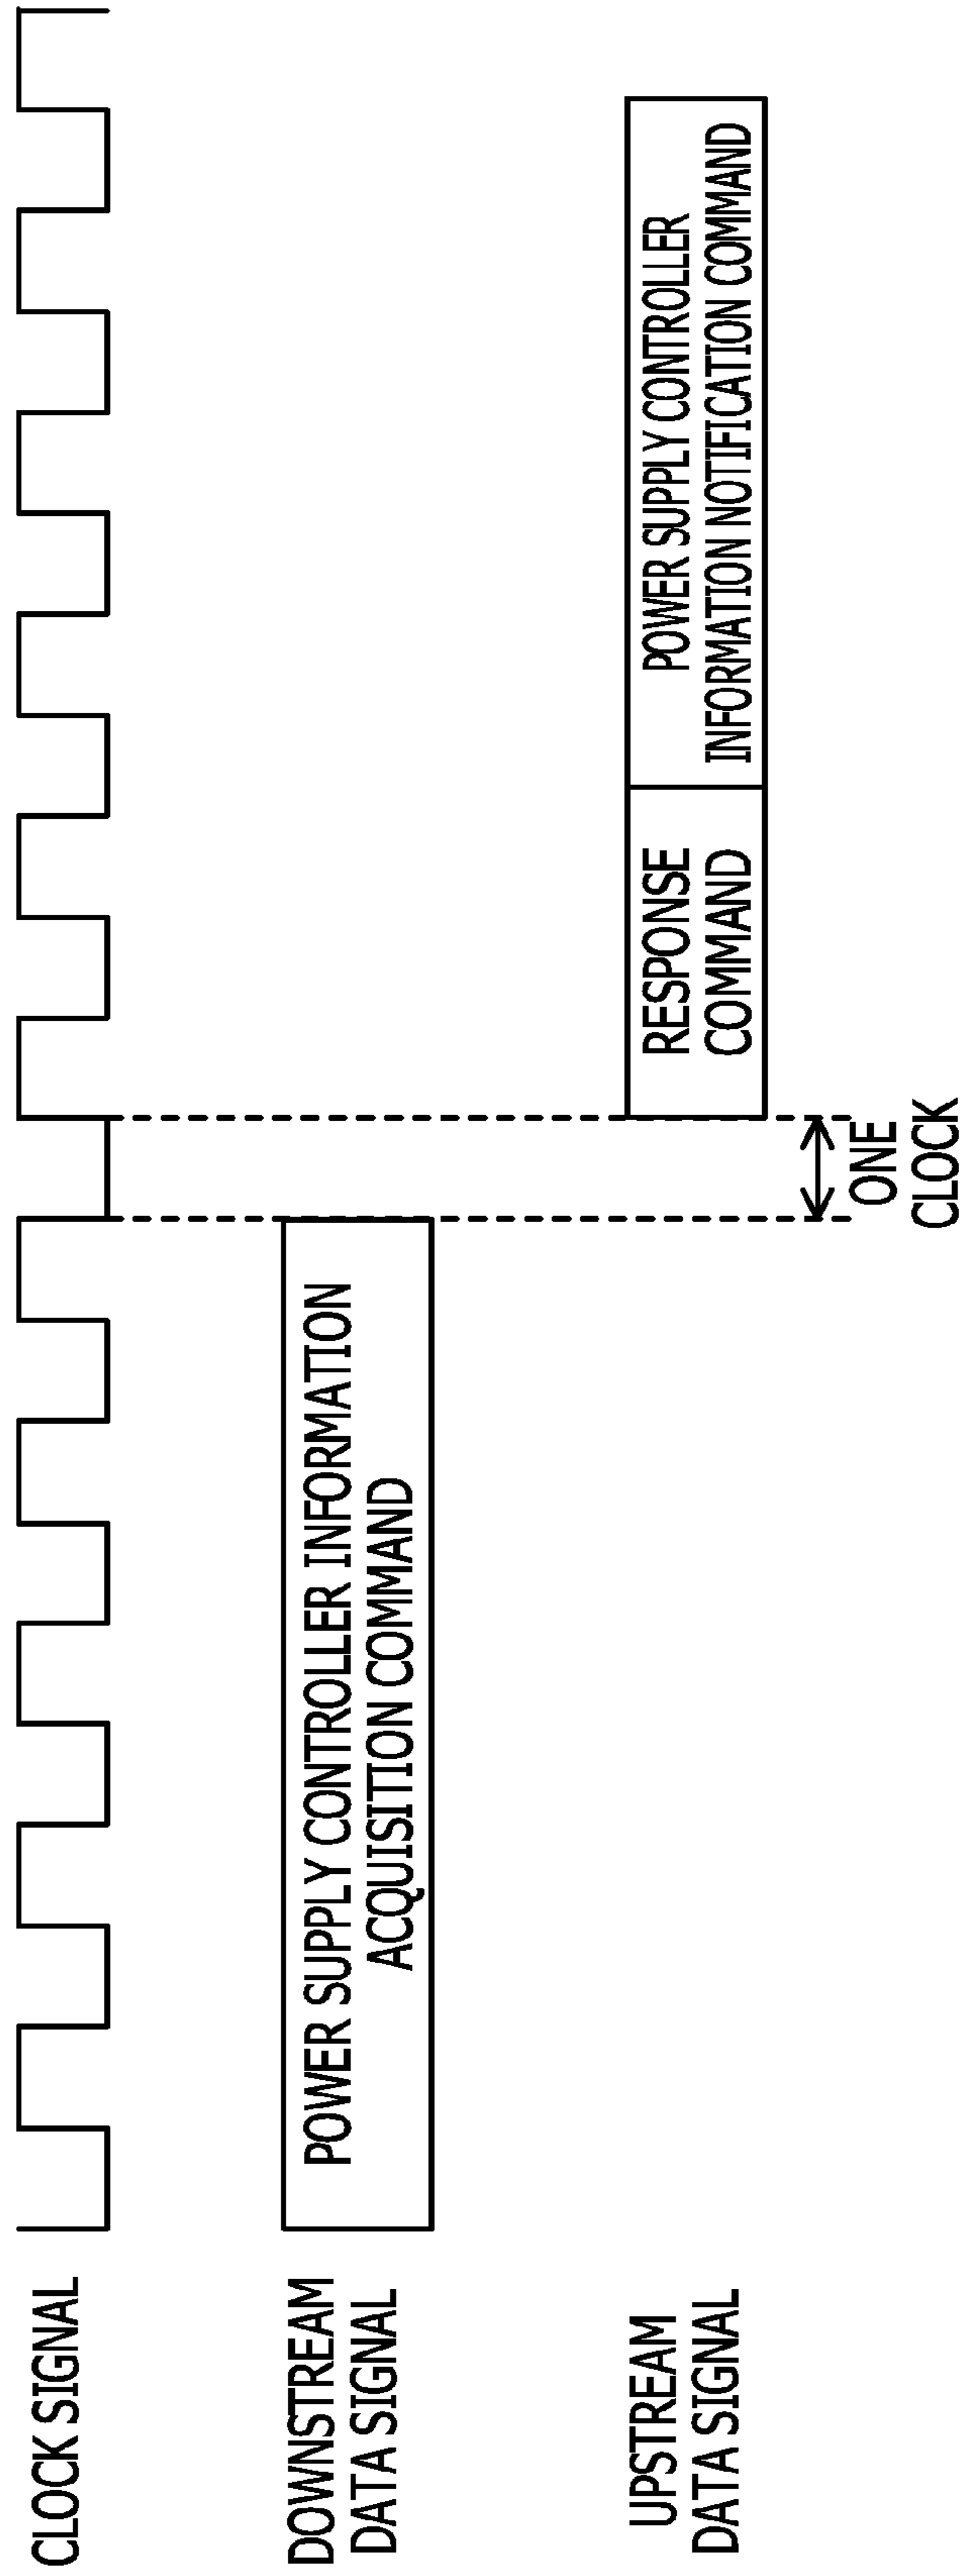 CLOCK SIGNAL
DOWNSTREAM
DATA SIGNAL
POWER SUPPLY CONTROLLER INFORMATION
ACQUISITION COMMAND
UPSTREAM
DATA SIGNAL
RESPONSE
COMMAND
POWER SUPPLY CONTROLLER
INFORMATION NOTIFICATION COMMAND
ONE
CLOCK